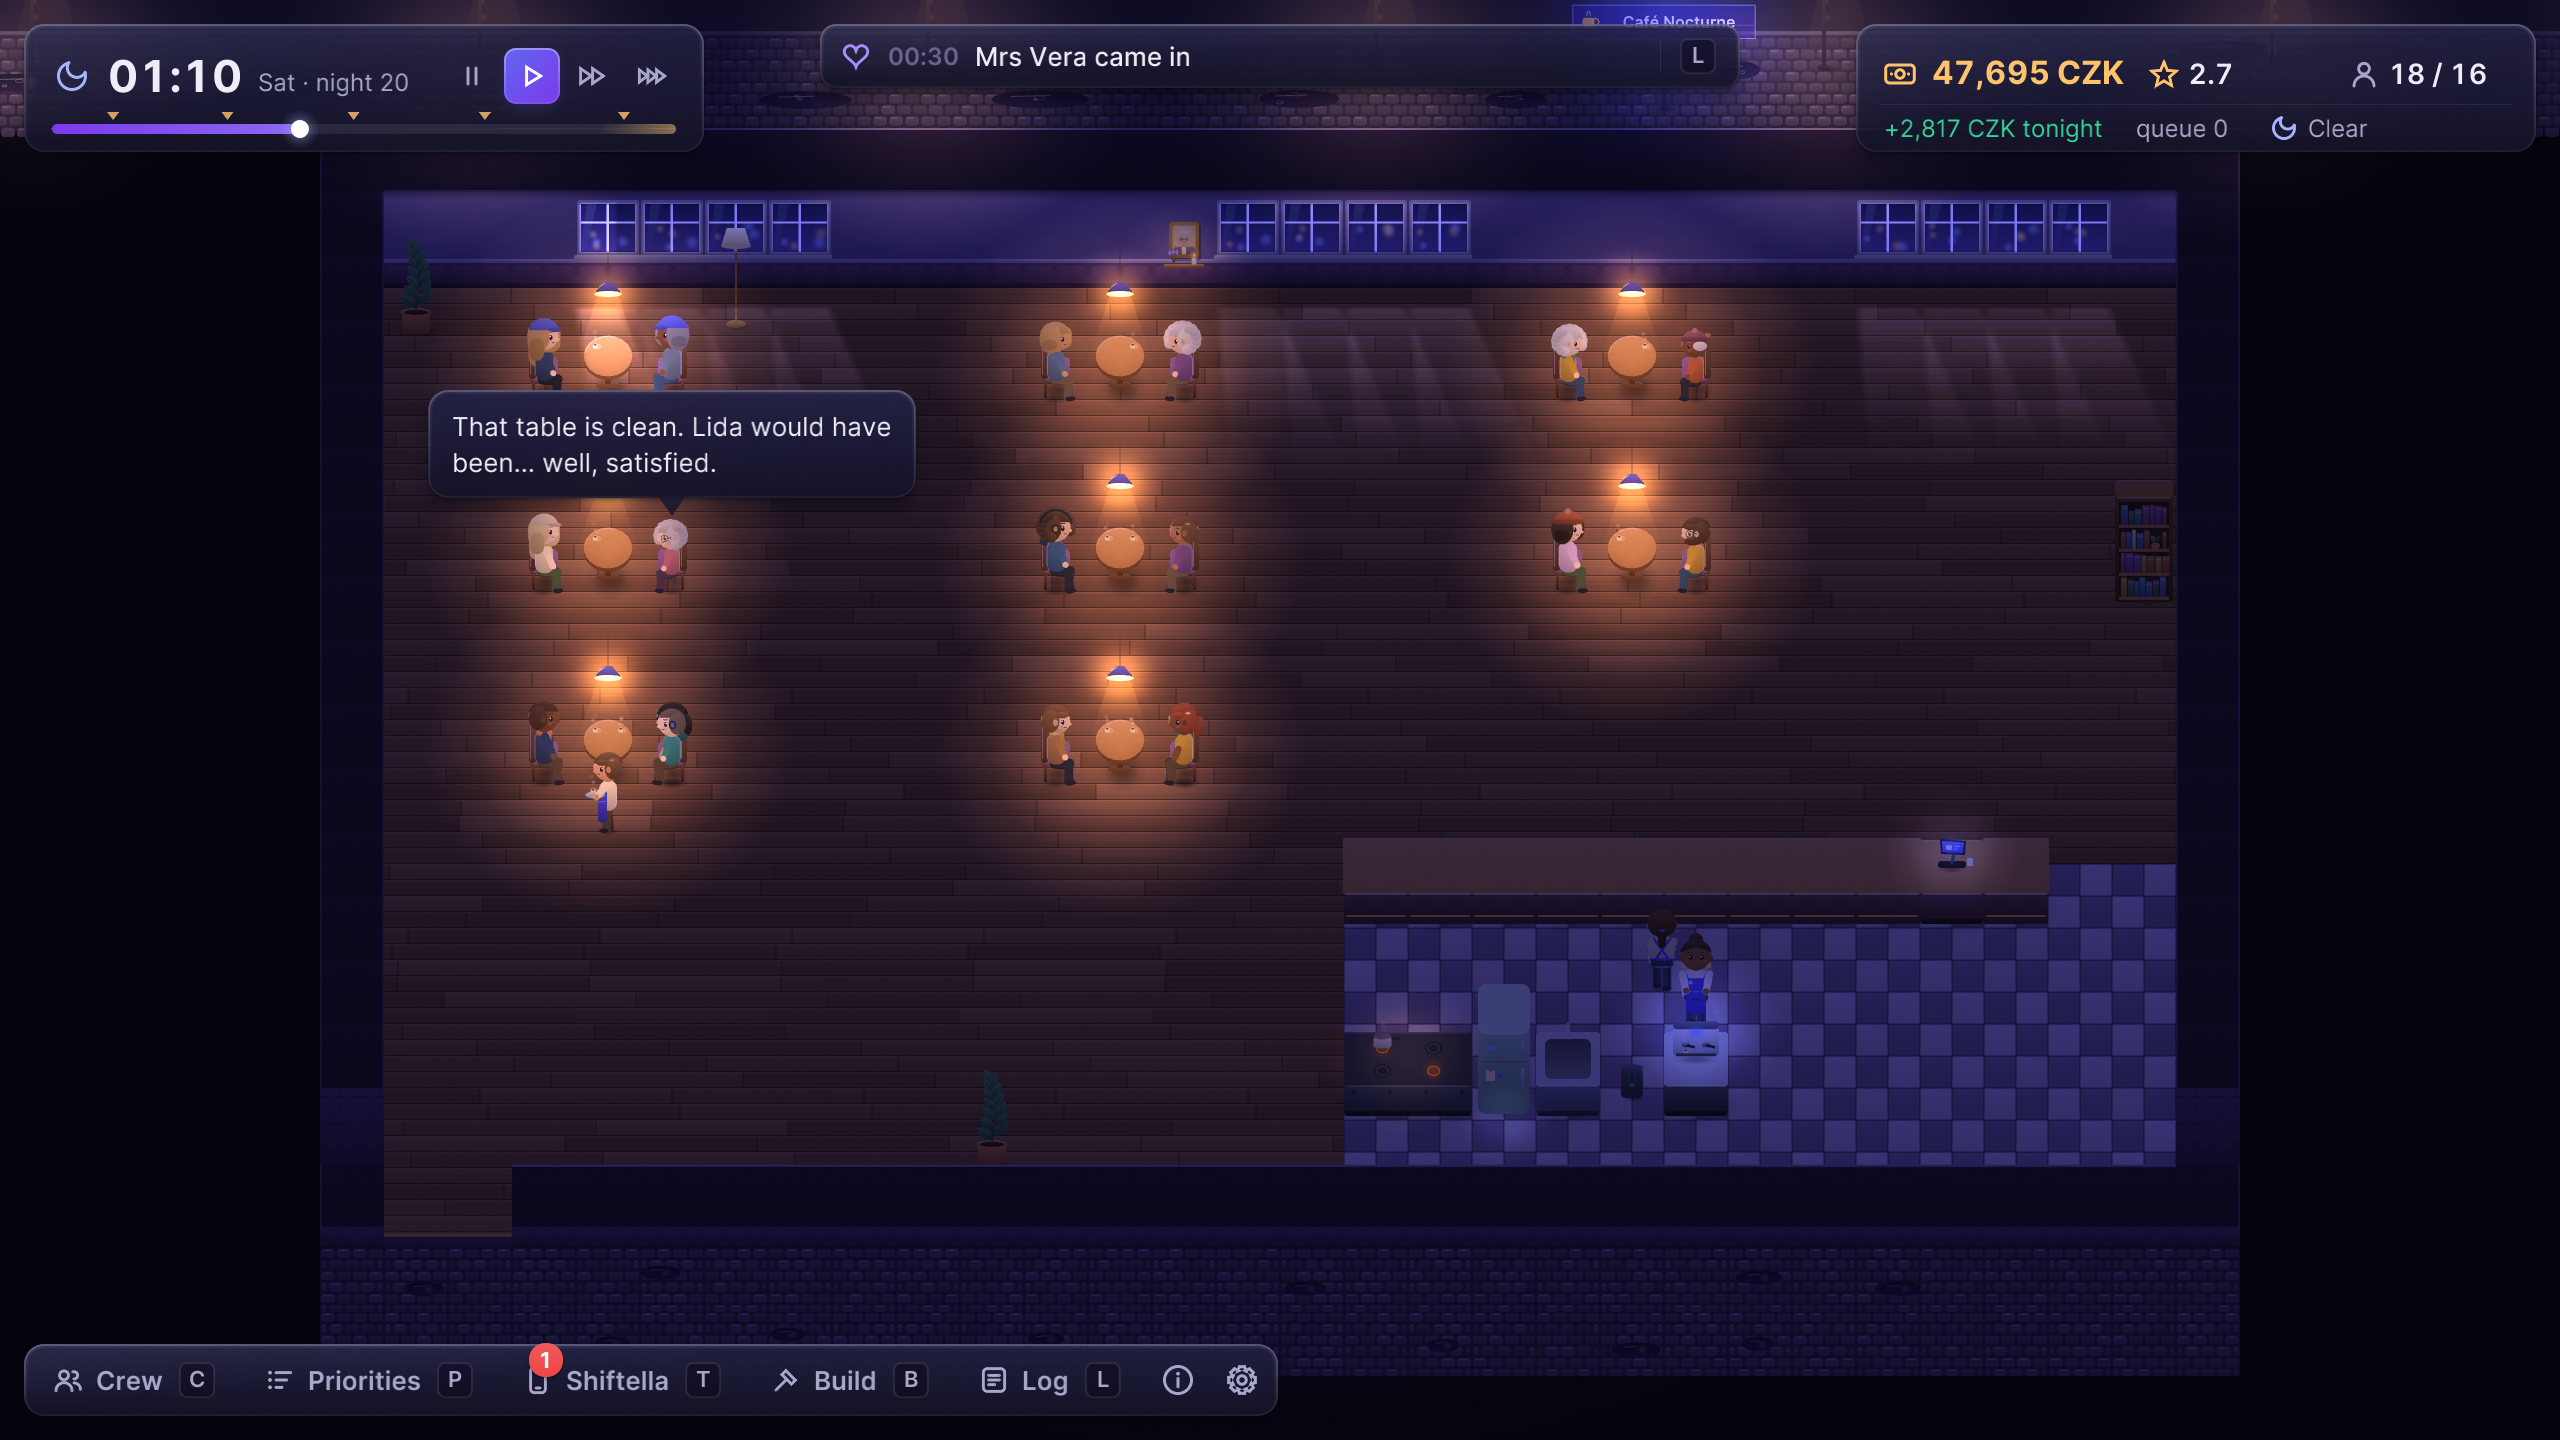 Café Nocturne
01:10 Sat · night 20
00:30 Mrs Vera came in L
47,695 CZK 2.7 18 / 16
+2,817 CZK tonight queue 0 Clear
That table is clean. Lida would have
been... well, satisfied.
Crew C Priorities P 1 Shiftella T Build B Log L